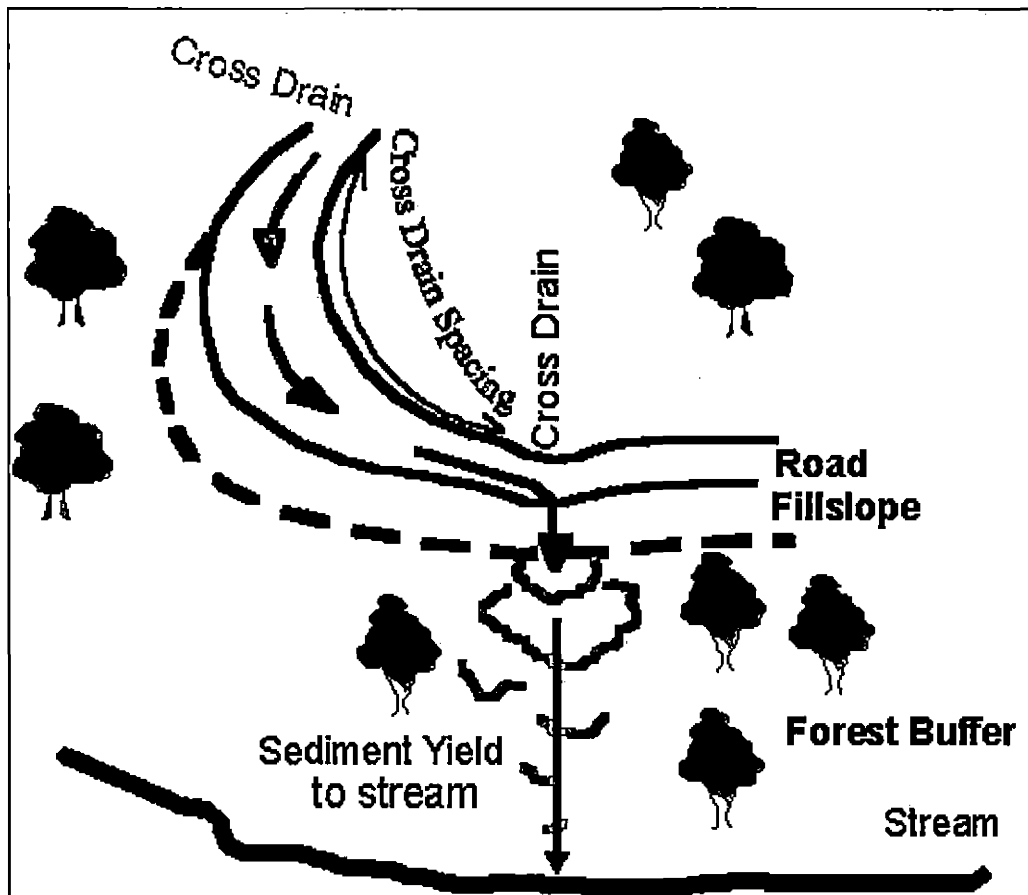 Cross Drain
Cross Drain Spacing
Cross Drain
Road
Fillslope
Forest Buffer
Sediment Yield
to stream
Stream